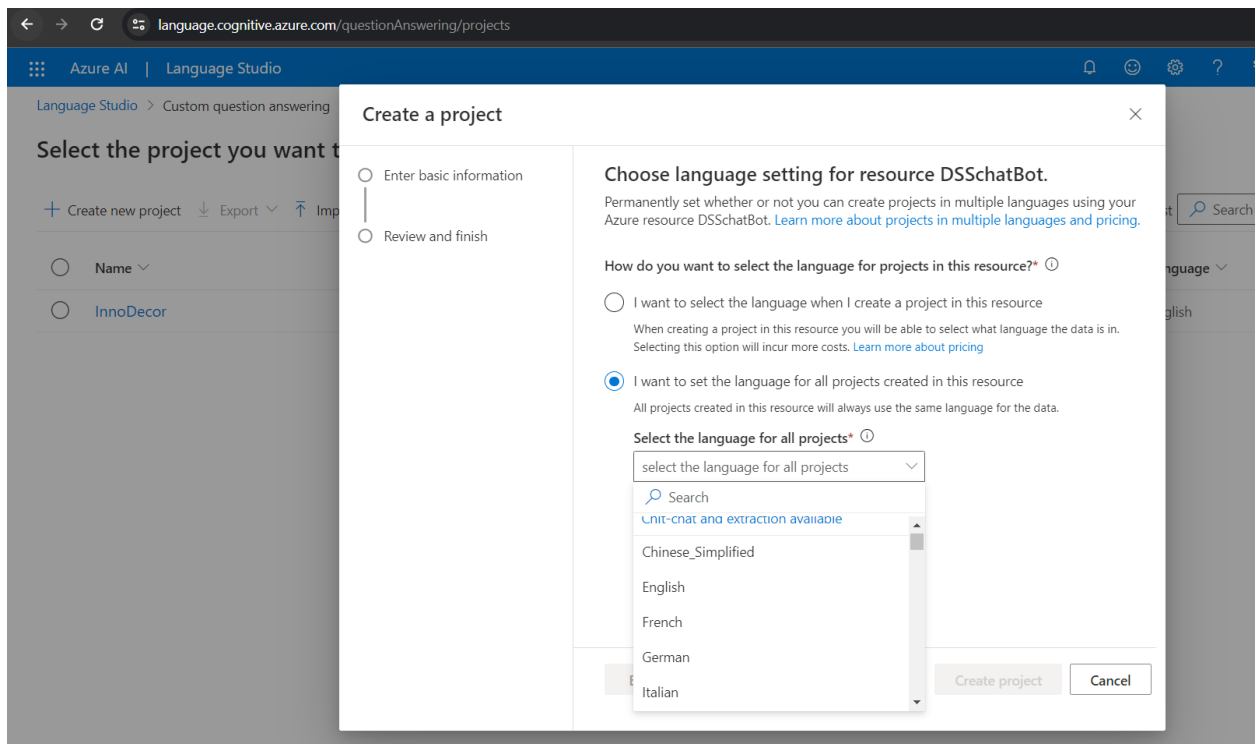 language.cognitive.azure.com/questionAnswering/projects
Azure AI | Language Studio
Language Studio > Custom question answering
Select the project you want t
Create new project
Export
Imp
t
Search
Name
nguage
InnoDecor
glish
Create a project
Enter basic information
Review and finish
Choose language setting for resource DSSchatBot.
Permanently set whether or not you can create projects in multiple languages using your
Azure resource DSSchatBot. Learn more about projects in multiple languages and pricing.
How do you want to select the language for projects in this resource?*
I want to select the language when I create a project in this resource
When creating a project in this resource you will be able to select what language the data is in.
Selecting this option will incur more costs. Learn more about pricing
I want to set the language for all projects created in this resource
All projects created in this resource will always use the same language for the data.
Select the language for all projects*
select the language for all projects
Search
Chit-chat and extraction available
Chinese_Simplified
English
French
German
Italian
Create project
Cancel